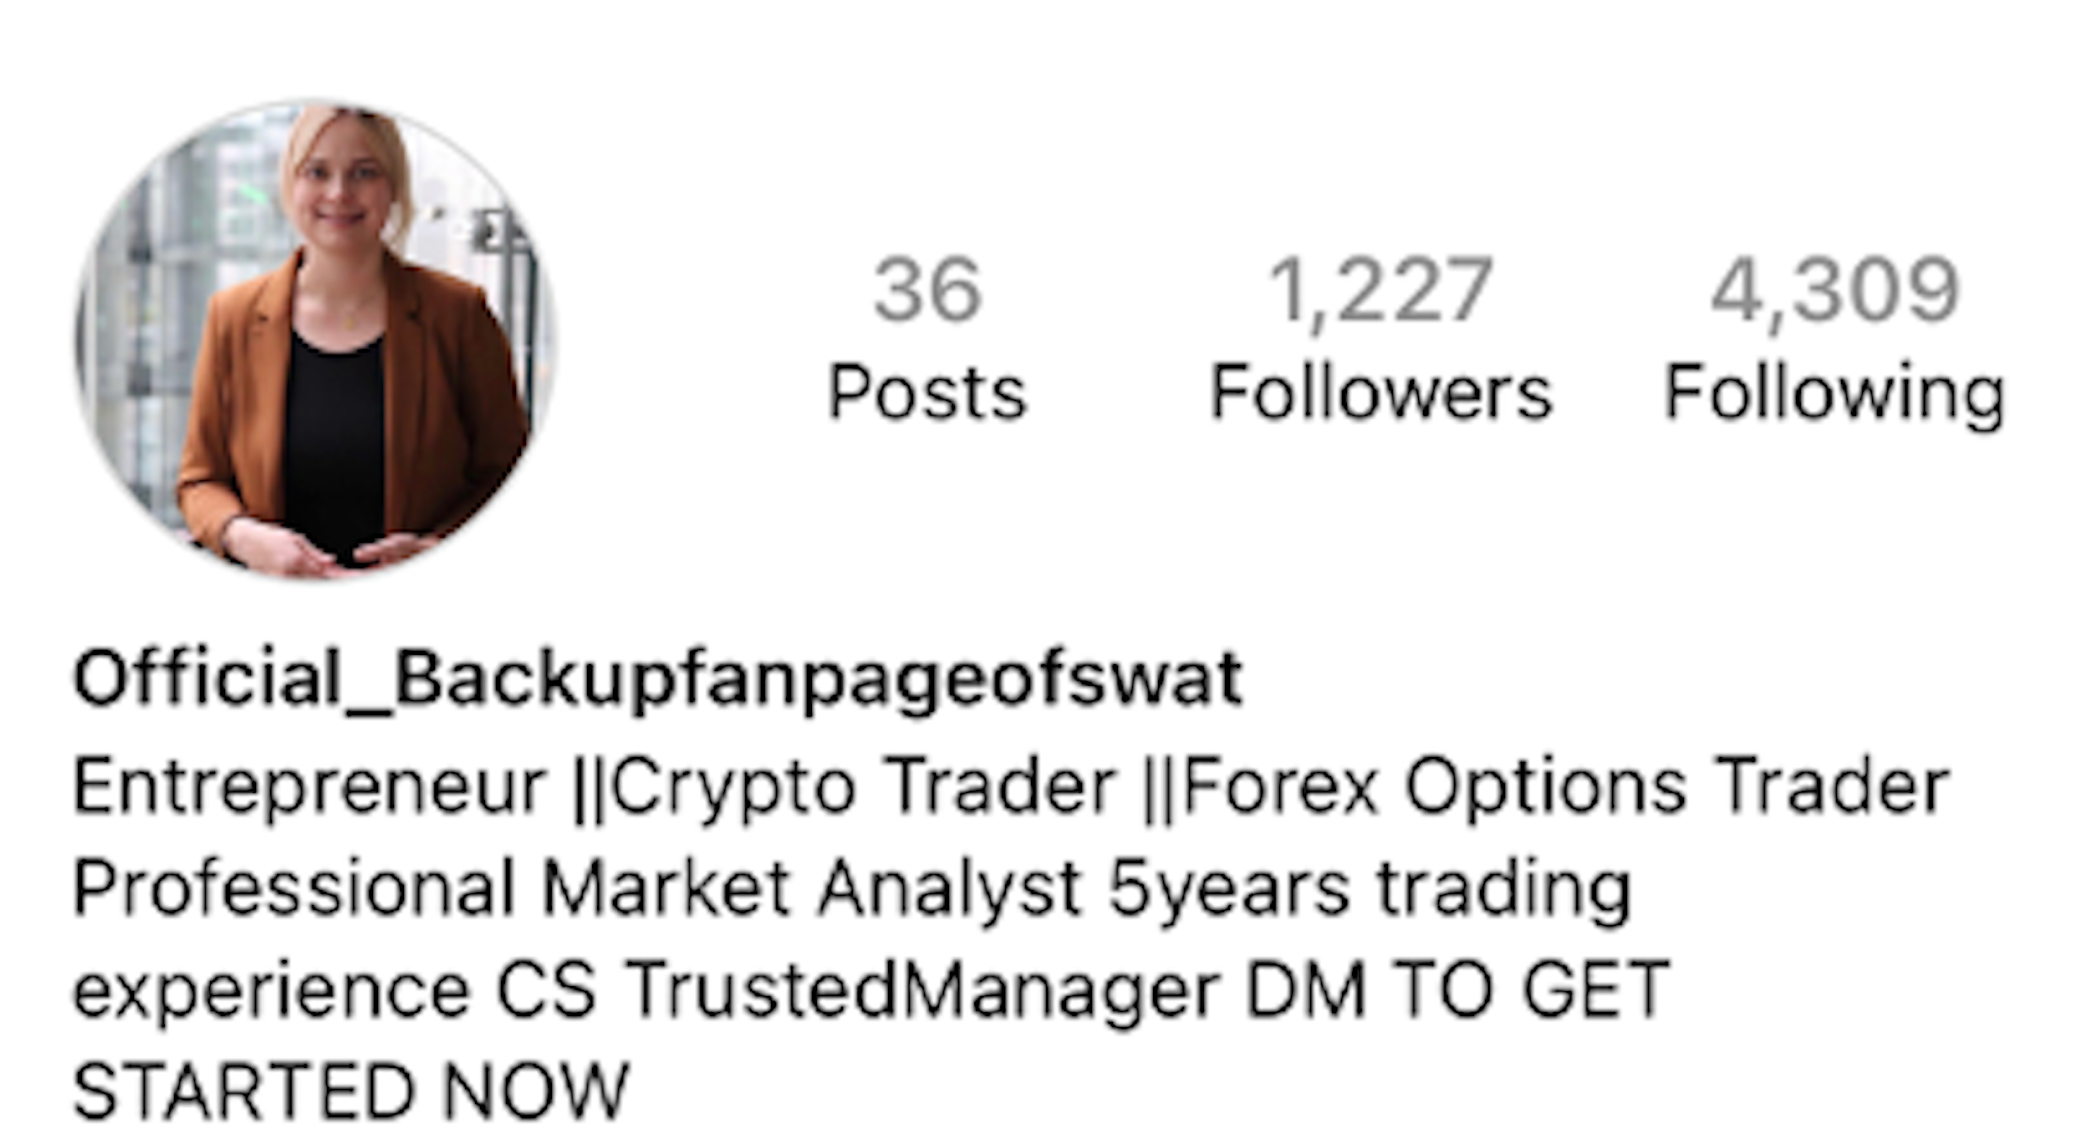 36 1,227 4,309
Posts Followers Following
Official_Backupfanpageofswat
Entrepreneur ||Crypto Trader ||Forex Options Trader
Professional Market Analyst 5years trading
experience CS TrustedManager DM TO GET
STARTED NOW